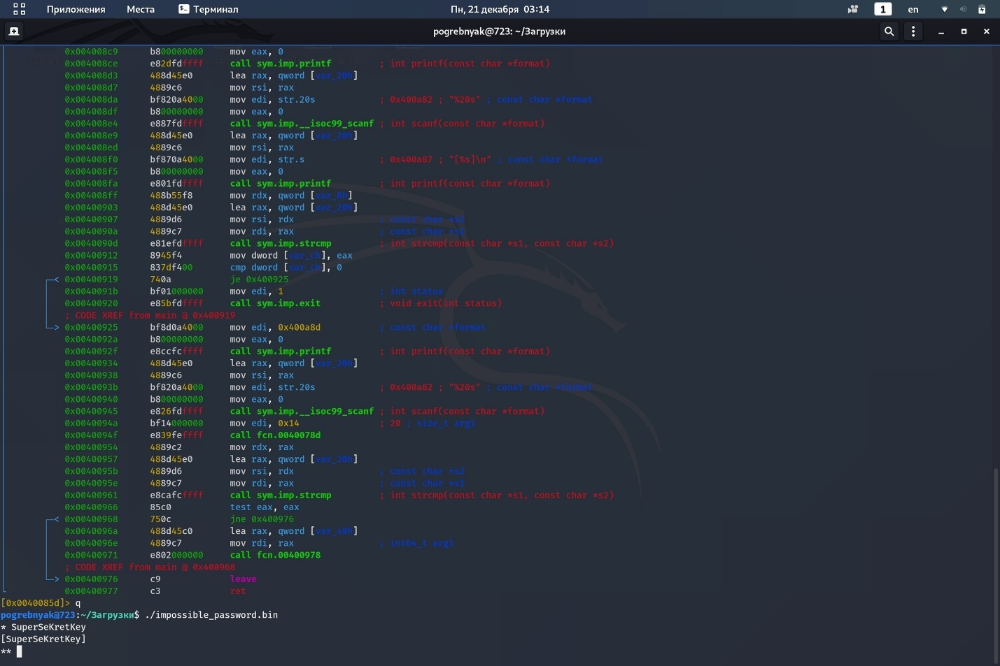 Приложения Места Терминал Пн, 21 декабря 03:14 1 en
pogrebnyak@723: ~/Загрузки
0x004008c9 b800000000 mov eax, 0
0x004008ce e82dfdffff call sym.imp.printf ; int printf(const char *format)
0x004008d3 488d45e0 lea rax, qword [var_20h]
0x004008d7 4889c6 mov rsi, rax
0x004008da bf820a4000 mov edi, str.20s ; 0x400a82 ; "%20s" ; const char *format
0x004008df b800000000 mov eax, 0
0x004008e4 e887fdffff call sym.imp.__isoc99_scanf ; int scanf(const char *format)
0x004008e9 488d45e0 lea rax, qword [var_20h]
0x004008ed 4889c6 mov rsi, rax
0x004008f0 bf870a4000 mov edi, str.s ; 0x400a87 ; "[%s]\n" ; const char *format
0x004008f5 b800000000 mov eax, 0
0x004008fa e801fdffff call sym.imp.printf ; int printf(const char *format)
0x004008ff 488b55f8 mov rdx, qword [var_8h]
0x00400903 488d45e0 lea rax, qword [var_20h]
0x00400907 4889d6 mov rsi, rdx ; const char *s2
0x0040090a 4889c7 mov rdi, rax ; const char *s1
0x0040090d e81efdffff call sym.imp.strcmp ; int strcmp(const char *s1, const char *s2)
0x00400912 8945f4 mov dword [var_ch], eax
0x00400915 837df400 cmp dword [var_ch], 0
< 0x00400919 740a je 0x400925
0x0040091b bf01000000 mov edi, 1 ; int status
0x00400920 e85bfdffff call sym.imp.exit ; void exit(int status)
; CODE XREF from main @ 0x400919
> 0x00400925 bf8d0a4000 mov edi, 0x400a8d ; const char *format
0x0040092a b800000000 mov eax, 0
0x0040092f e8ccfcffff call sym.imp.printf ; int printf(const char *format)
0x00400934 488d45e0 lea rax, qword [var_20h]
0x00400938 4889c6 mov rsi, rax
0x0040093b bf820a4000 mov edi, str.20s ; 0x400a82 ; "%20s" ; const char *format
0x00400940 b800000000 mov eax, 0
0x00400945 e826fdffff call sym.imp.__isoc99_scanf ; int scanf(const char *format)
0x0040094a bf14000000 mov edi, 0x14 ; 20 ; size_t arg1
0x0040094f e839feffff call fcn.0040078d
0x00400954 4889c2 mov rdx, rax
0x00400957 488d45e0 lea rax, qword [var_20h]
0x0040095b 4889d6 mov rsi, rdx ; const char *s2
0x0040095e 4889c7 mov rdi, rax ; const char *s1
0x00400961 e8cafcffff call sym.imp.strcmp ; int strcmp(const char *s1, const char *s2)
0x00400966 85c0 test eax, eax
< 0x00400968 750c jne 0x400976
0x0040096a 488d45c0 lea rax, qword [var_40h]
0x0040096e 4889c7 mov rdi, rax ; int64_t arg1
0x00400971 e802000000 call fcn.00400978
; CODE XREF from main @ 0x400968
> 0x00400976 c9 leave
0x00400977 c3 ret
[0x0040085d]> q
pogrebnyak@723:~/Загрузки$ ./impossible_password.bin
* SuperSeKretKey
[SuperSeKretKey]
**